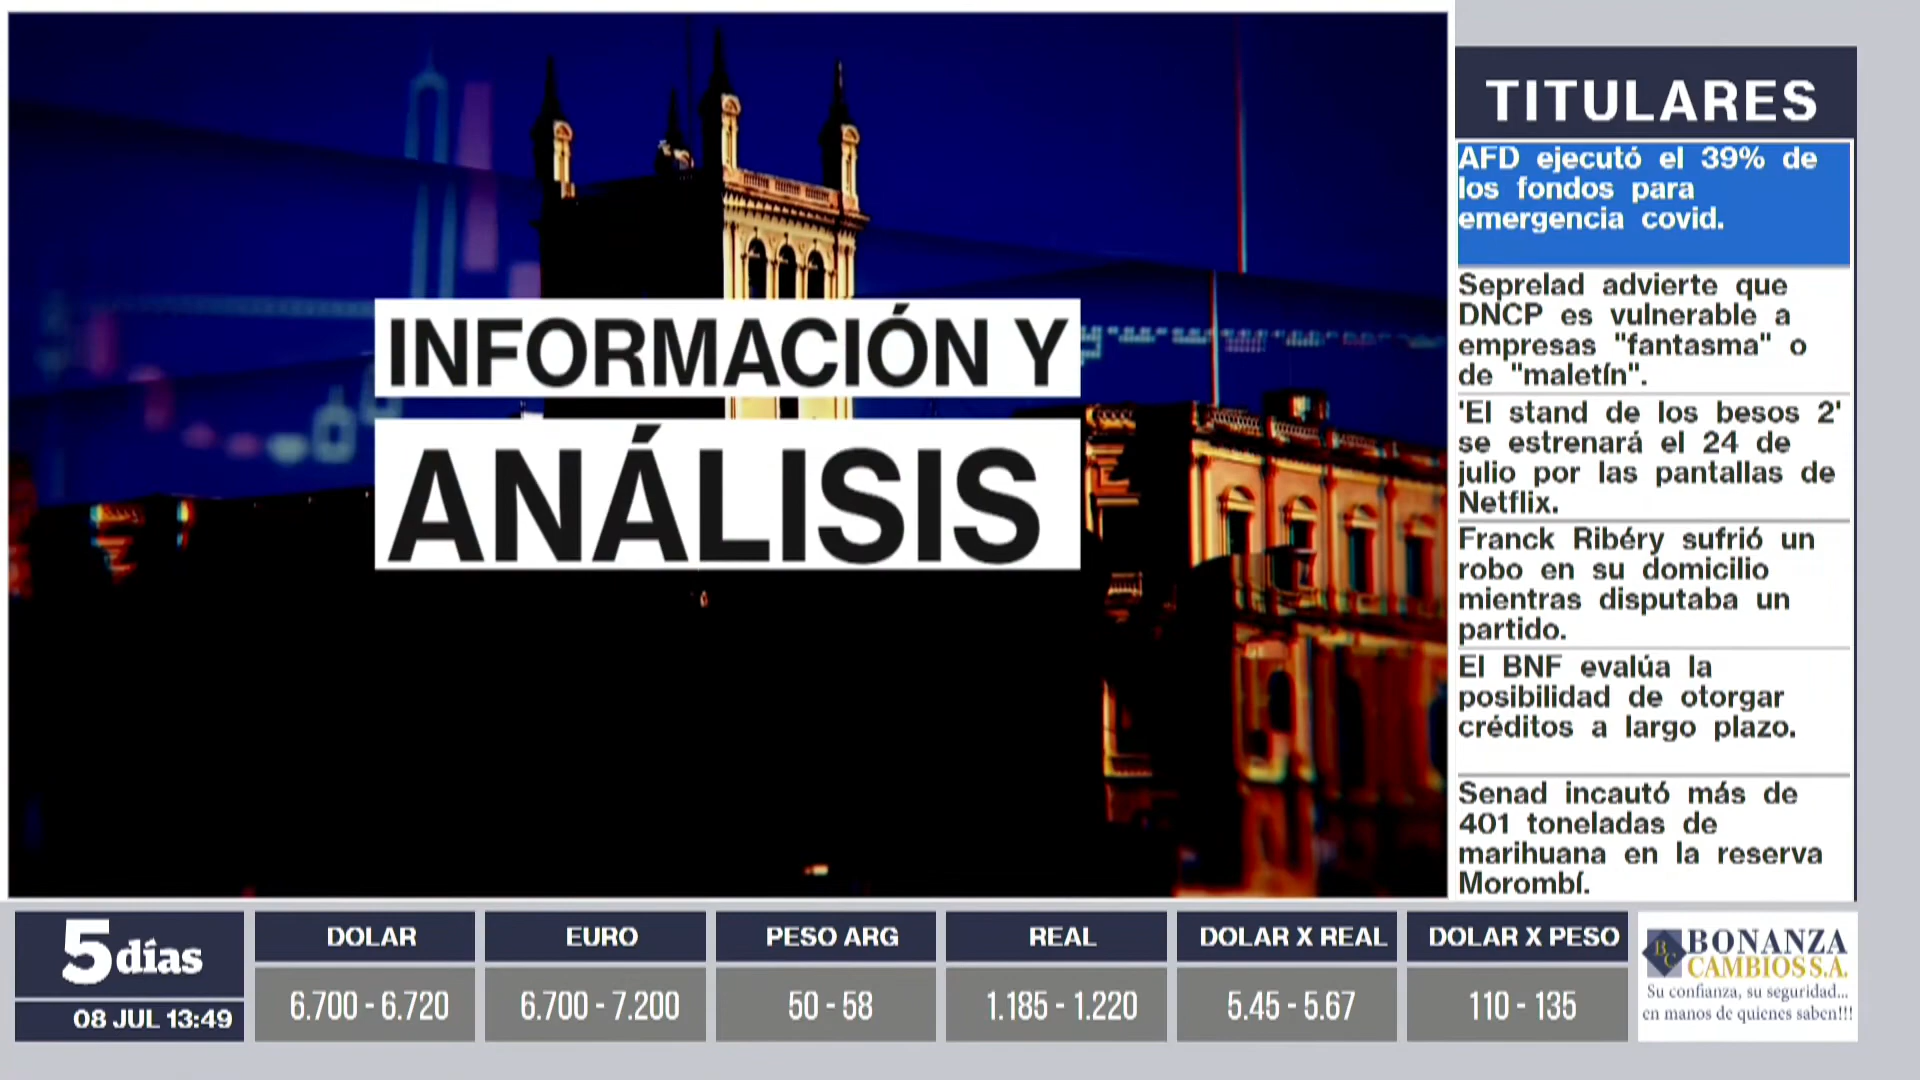 INFORMACIÓN Y
ANÁLISIS
TITULARES
AFD ejecutó el 39% de
los fondos para
emergencia covid.
Seprelad advierte que
DNCP es vulnerable a
empresas "fantasma" o
de "maletín".
'El stand de los besos 2'
se estrenará el 24 de
julio por las pantallas de
Netflix.
Franck Ribéry sufrió un
robo en su domicilio
mientras disputaba un
partido.
El BNF evalúa la
posibilidad de otorgar
créditos a largo plazo.
Senad incautó más de
401 toneladas de
marihuana en la reserva
Morombí.
5días
08 JUL 13:49
DOLAR
6.700 - 6.720
EURO
6.700 - 7.200
PESO ARG
50 - 58
REAL
1.185 - 1.220
DOLAR X REAL
5.45 - 5.67
DOLAR X PESO
110 - 135
BC
BONANZA
CAMBIOS S.A.
Su confianza, su seguridad...
en manos de quienes saben!!!